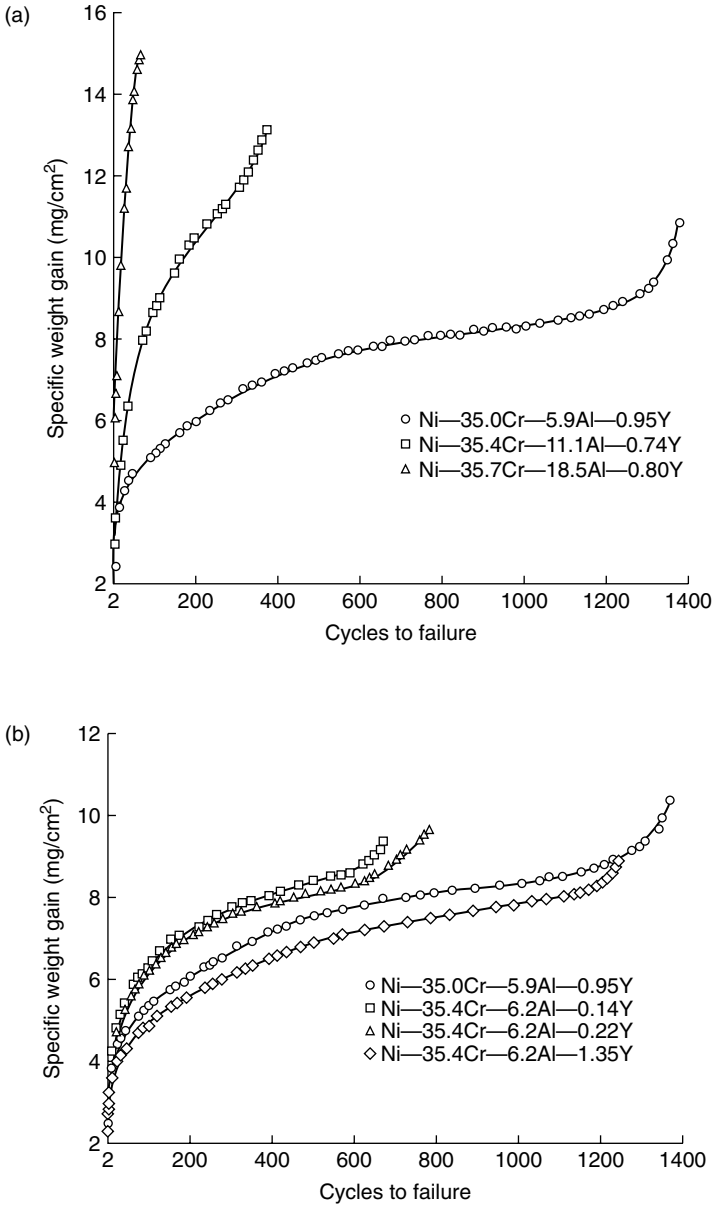 (a)
16
14
12
10
8
6
4
2
Specific weight gain (mg/cm²)
○ Ni—35.0Cr—5.9Al—0.95Y
□ Ni—35.4Cr—11.1Al—0.74Y
△ Ni—35.7Cr—18.5Al—0.80Y
2 200 400 600 800 1000 1200 1400
Cycles to failure
(b)
12
10
8
6
4
2
Specific weight gain (mg/cm²)
○ Ni—35.0Cr—5.9Al—0.95Y
□ Ni—35.4Cr—6.2Al—0.14Y
△ Ni—35.4Cr—6.2Al—0.22Y
◇ Ni—35.4Cr—6.2Al—1.35Y
2 200 400 600 800 1000 1200 1400
Cycles to failure